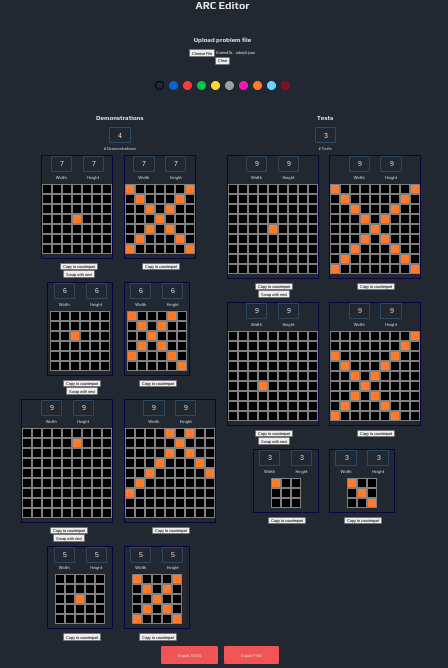 ARC Editor
Upload problem file
Choose File
Clear
Demonstrations
Tests
4
3
# Demonstrations
# Tests
7 7 7 7
Width Height Width Height
9 9 9 9
Width Height Width Height
Copy to counterpart Copy to counterpart
Swap with next
Copy to counterpart Copy to counterpart
Swap with next
6 6 6 6
Width Height Width Height
9 9 9 9
Width Height Width Height
Copy to counterpart Copy to counterpart
Swap with next
9 9 9 9
Width Height Width Height
Copy to counterpart Copy to counterpart
Swap with next
3 3 3 3
Width Height Width Height
Copy to counterpart Copy to counterpart
Copy to counterpart Copy to counterpart
Swap with next
5 5 5 5
Width Height Width Height
Copy to counterpart Copy to counterpart
Export JSON Export PNG